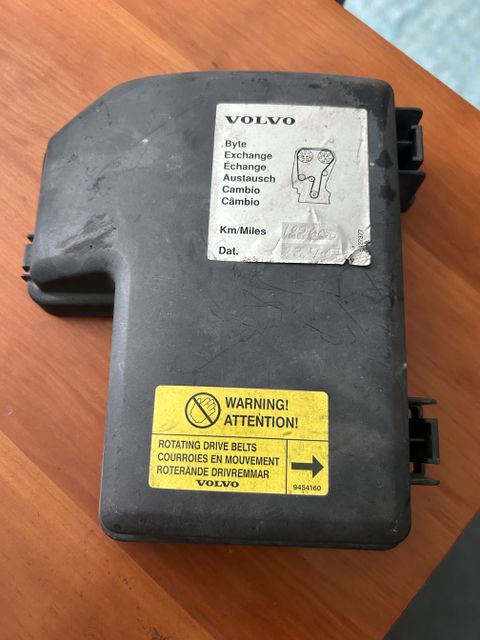 VOLVO
Byte
Exchange
Échange
Austausch
Cambio
Câmbio
Km/Miles
Dat.
WARNING!
ATTENTION!
ROTATING DRIVE BELTS
COURROIES EN MOUVEMENT
ROTERANDE DRIVREMMAR
VOLVO
9454160